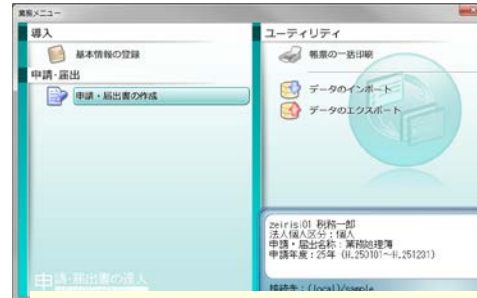 業務メニュー
導入
基本情報の登録
申請・届出
申請・届出書の作成
ユーティリティ
帳票の一括印刷
データのインポート
データのエクスポート
zeirisi01 税務一郎
法人個人区分：個人
申請・届出名称：業務処理簿
申請年度：25年 (H.250101～H.251231)
接続先：(local)/sample
申請・届出書の達人